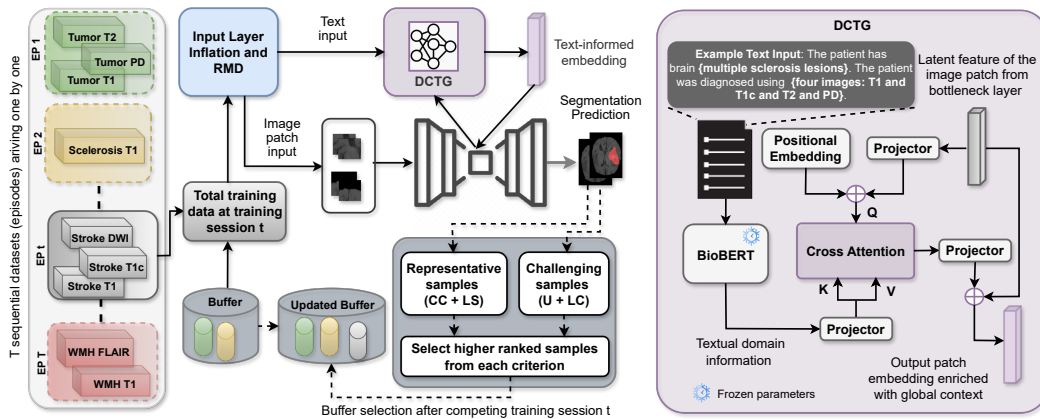 T sequential datasets (episodes) ariving one by one
EP 1
Tumor T2
Tumor PD
Tumor T1
EP 2
Scelerosis T1
EP t
Stroke DWI
Stroke T1c
Stroke T1
EP T
WMH FLAIR
WMH T1
Input Layer
Inflation and
RMD
Text
input
DCTG
Text-informed
embedding
Image
patch
input
Segmentation
Prediction
Total training
data at training
session t
Buffer
Updated Buffer
Representative
samples
(CC + LS)
Challenging
samples
(U + LC)
Select higher ranked samples
from each criterion
Buffer selection after competing training session t
DCTG
Example Text Input: The patient has
brain {multiple sclerosis lesions}. The patient
was diagnosed using {four images: T1 and
T1c and T2 and PD}.
Latent feature of the
image patch from
bottleneck layer
Positional
Embedding
Projector
Q
BioBERT
Cross Attention
Projector
K
V
Projector
Textual domain
information
Output patch
embedding enriched
with global context
Frozen parameters